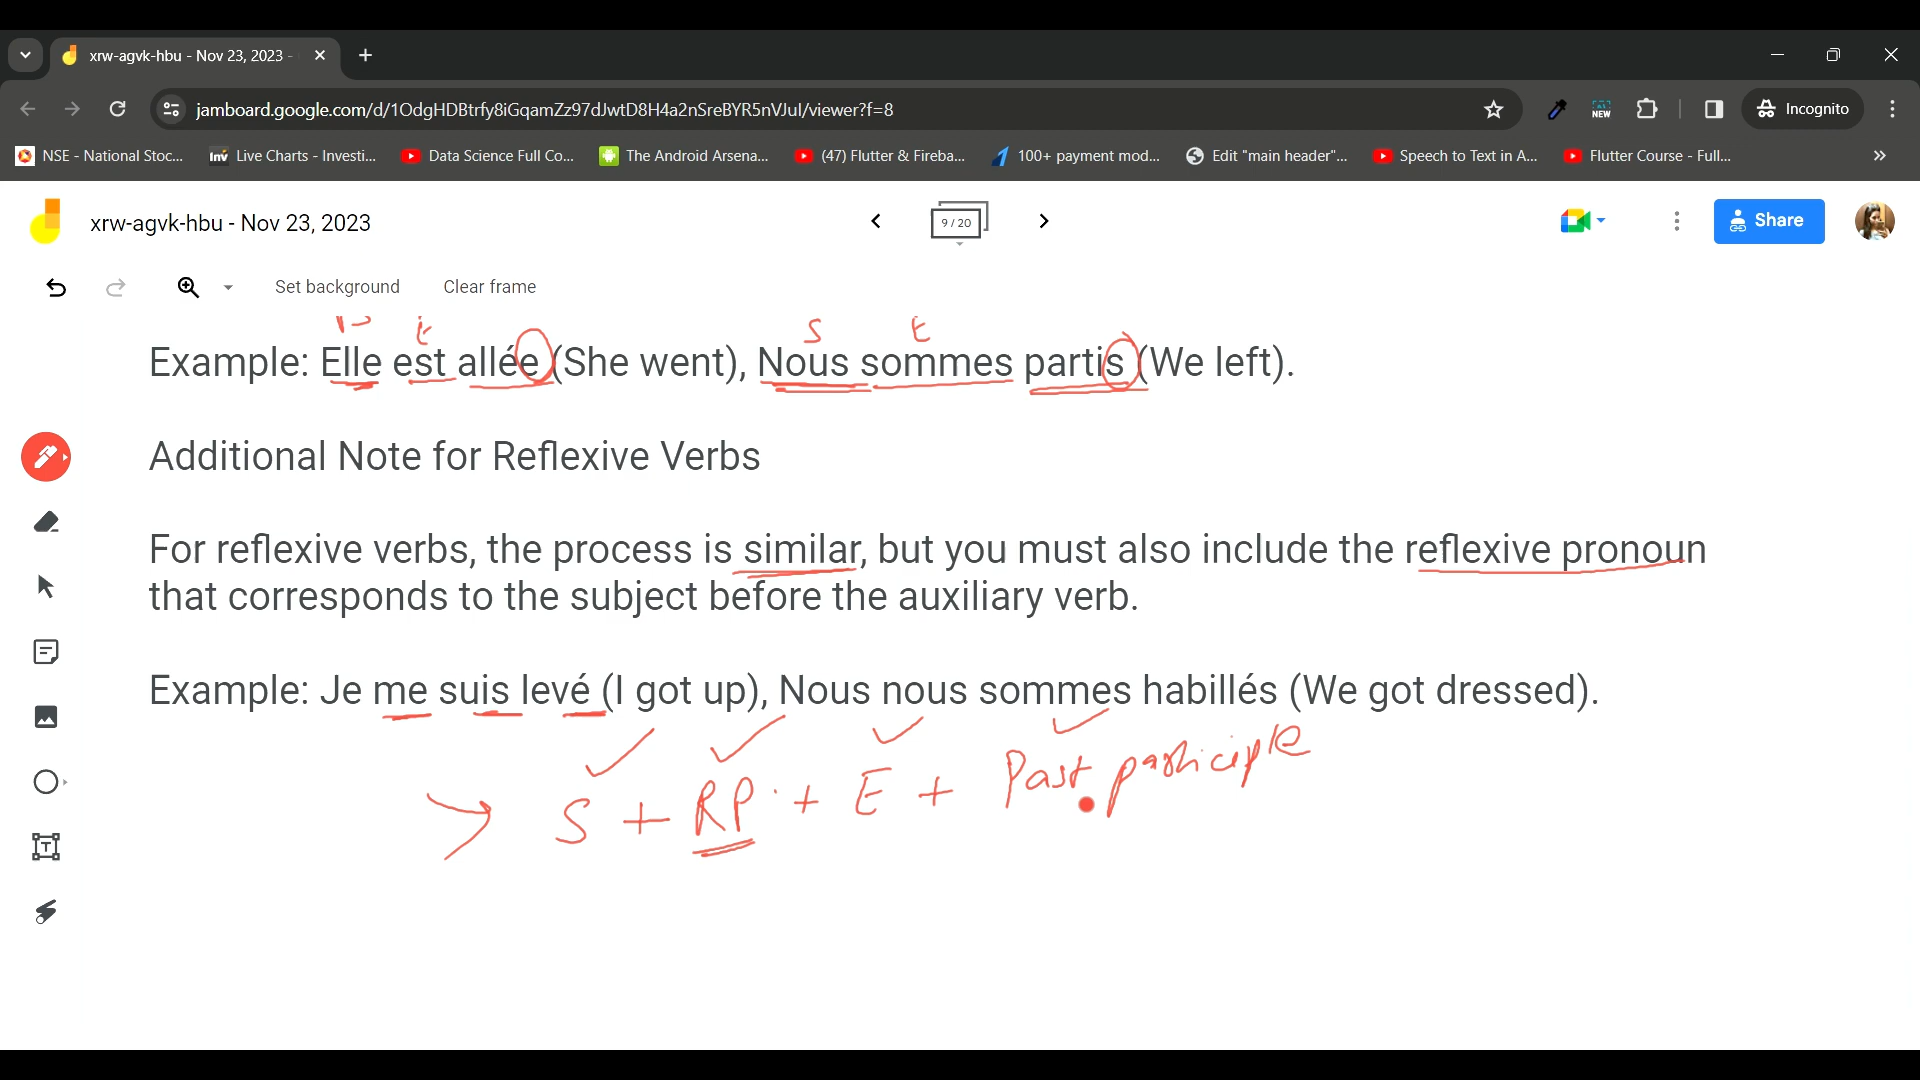 xrw-agvk-hbu - Nov 23, 2023 -
jamboard.google.com/d/1OdgHDBtrfy8iGqamZz97dJwtD8H4a2nSreBYR5nVJuI/viewer?f=8
NEW
Incognito
NSE - National Stoc...
Inv Live Charts - Investi...
Data Science Full Co...
The Android Arsena...
(47) Flutter & Fireba...
100+ payment mod...
Edit "main header"...
Speech to Text in A...
Flutter Course - Full...
xrw-agvk-hbu - Nov 23, 2023
9 / 20
Share
Set background Clear frame
S
Example: Elle est allée (She went), Nous sommes partis (We left).
Additional Note for Reflexive Verbs
For reflexive verbs, the process is similar, but you must also include the reflexive pronoun
that corresponds to the subject before the auxiliary verb.
Example: Je me suis levé (I got up), Nous nous sommes habillés (We got dressed).
S + RP. + E + Past participle